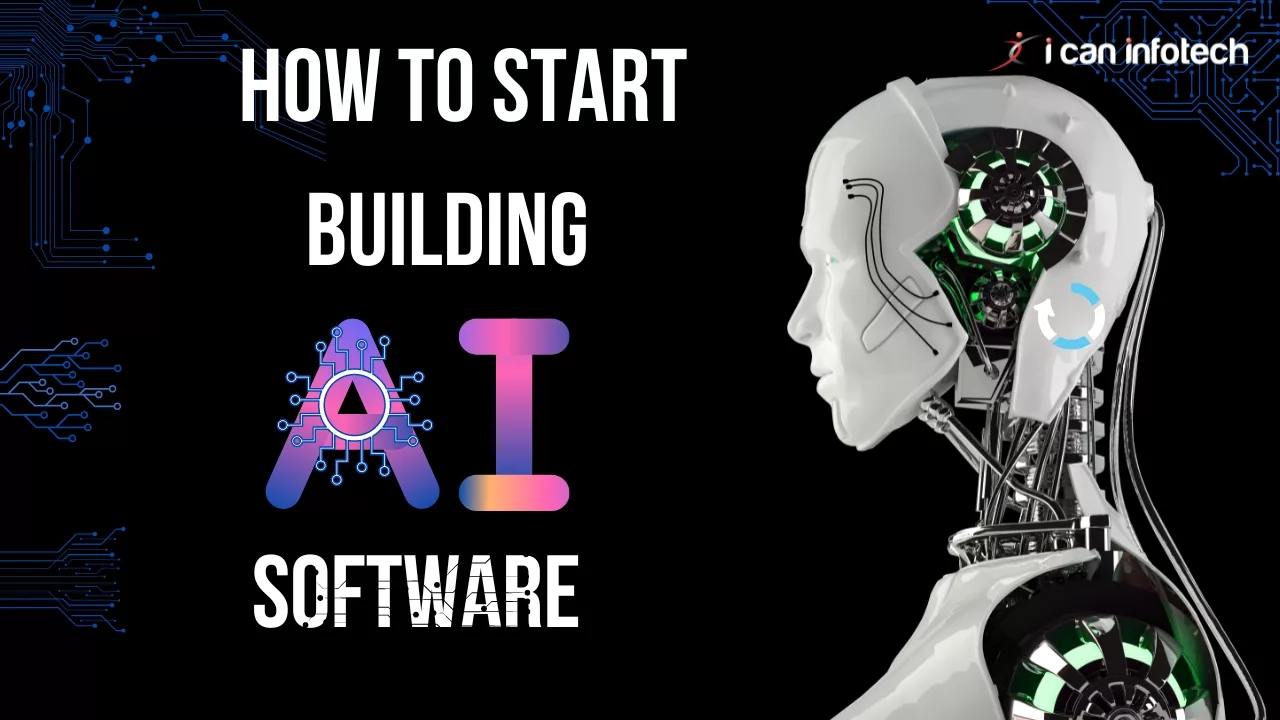 HOW TO START
i can infotech
BUILDING
AI
SOFTWARE